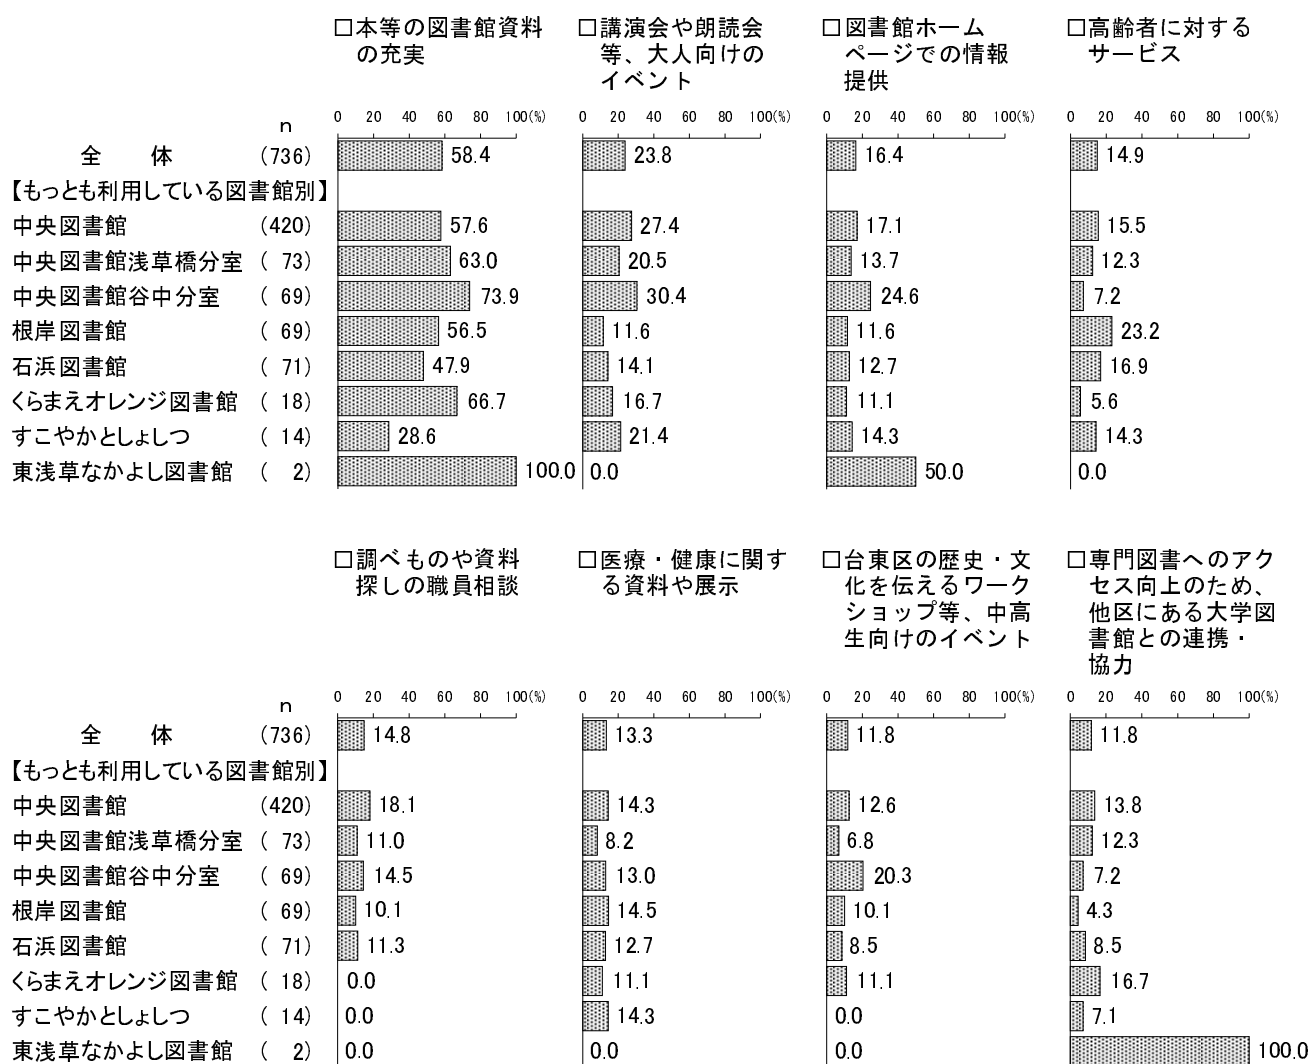 □本等の図書館資料
の充実
□講演会や朗読会
等、大人向けの
イベント
□図書館ホーム
ページでの情報
提供
□高齢者に対する
サービス
n
0 20 40 60 80 100(%)
0 20 40 60 80 100(%)
0 20 40 60 80 100(%)
0 20 40 60 80 100(%)
全 体 (736) 58.4 23.8 16.4 14.9
【もっとも利用している図書館別】
中央図書館 (420) 57.6 27.4 17.1 15.5
中央図書館浅草橋分室 ( 73) 63.0 20.5 13.7 12.3
中央図書館谷中分室 ( 69) 73.9 30.4 24.6 7.2
根岸図書館 ( 69) 56.5 11.6 11.6 23.2
石浜図書館 ( 71) 47.9 14.1 12.7 16.9
くらまえオレンジ図書館 ( 18) 66.7 16.7 11.1 5.6
すこやかとしょしつ ( 14) 28.6 21.4 14.3 14.3
東浅草なかよし図書館 ( 2) 100.0 0.0 50.0 0.0
□調べものや資料
探しの職員相談
□医療・健康に関す
る資料や展示
□台東区の歴史・文
化を伝えるワーク
ショップ等、中高
生向けのイベント
□専門図書へのアク
セス向上のため、
他区にある大学図
書館との連携・
協力
n
0 20 40 60 80 100(%)
0 20 40 60 80 100(%)
0 20 40 60 80 100(%)
0 20 40 60 80 100(%)
全 体 (736) 14.8 13.3 11.8 11.8
【もっとも利用している図書館別】
中央図書館 (420) 18.1 14.3 12.6 13.8
中央図書館浅草橋分室 ( 73) 11.0 8.2 6.8 12.3
中央図書館谷中分室 ( 69) 14.5 13.0 20.3 7.2
根岸図書館 ( 69) 10.1 14.5 10.1 4.3
石浜図書館 ( 71) 11.3 12.7 8.5 8.5
くらまえオレンジ図書館 ( 18) 0.0 11.1 11.1 16.7
すこやかとしょしつ ( 14) 0.0 14.3 0.0 7.1
東浅草なかよし図書館 ( 2) 0.0 0.0 0.0 100.0